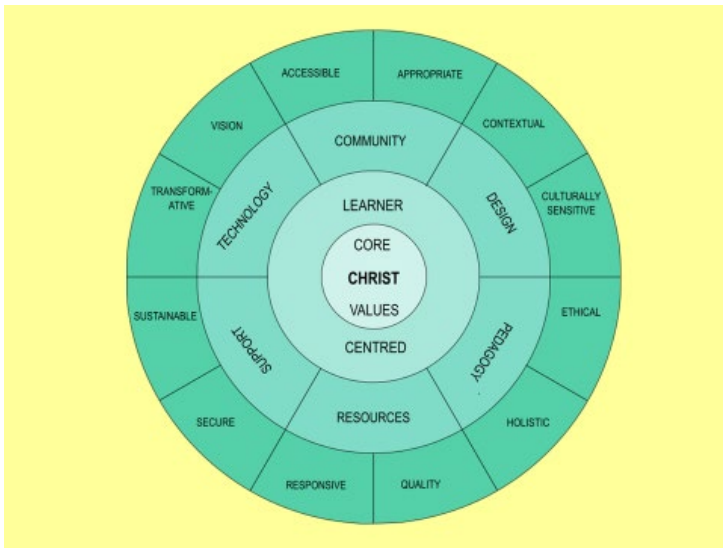 ACCESSIBLE
APPROPRIATE
VISION
CONTEXTUAL
COMMUNITY
TRANSFORM-
ATIVE
TECHNOLOGY
LEARNER
DESIGN
CULTURALLY
SENSITIVE
CORE
CHRIST
VALUES
SUSTAINABLE
ETHICAL
SUPPORT
CENTRED
PEDAGOGY
RESOURCES
SECURE
HOLISTIC
RESPONSIVE
QUALITY